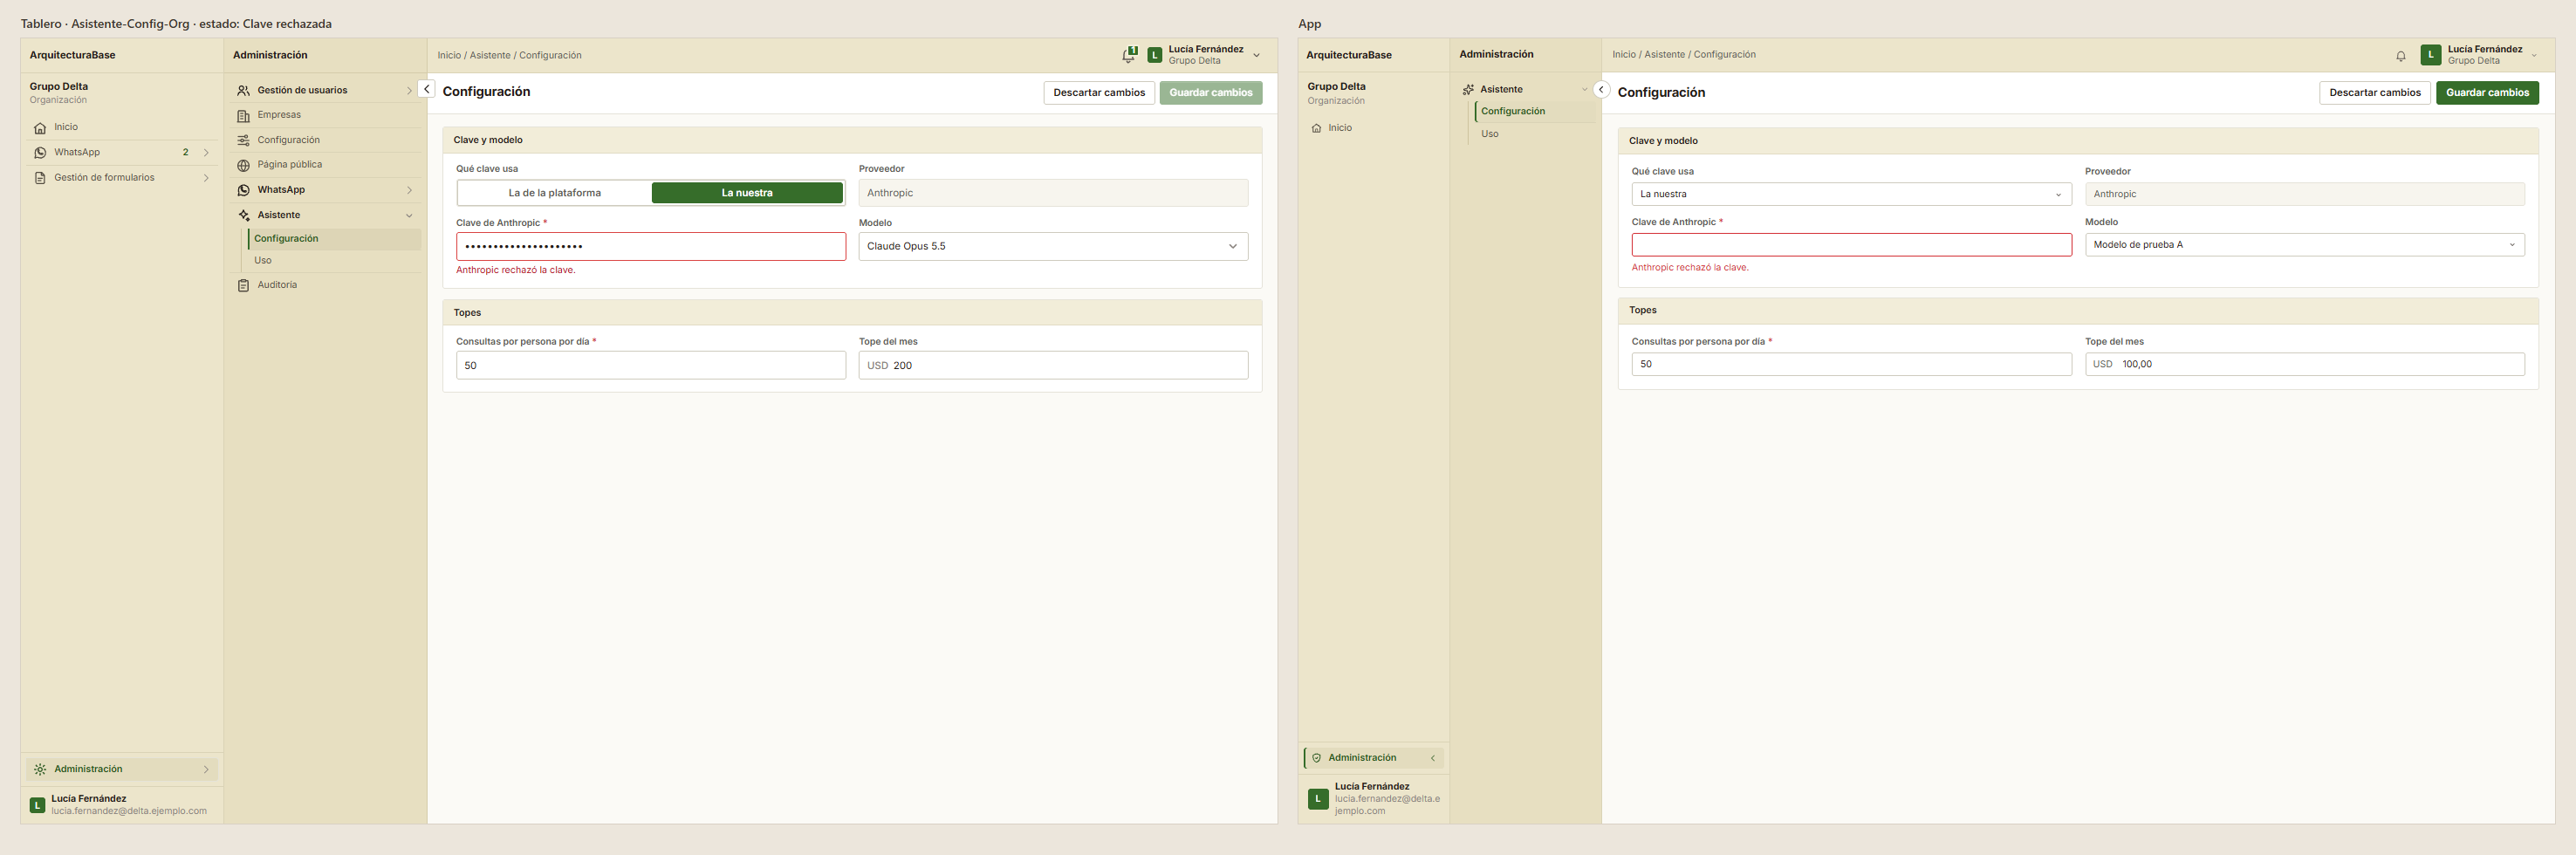 Tablero · Asistente-Config-Org · estado: Clave rechazada
ArquitecturaBase
Grupo Delta
Organización
Inicio
WhatsApp 2
Gestión de formularios
Administración
L Lucía Fernández
lucia.fernandez@delta.ejemplo.com
Administración
Gestión de usuarios
Empresas
Configuración
Página pública
WhatsApp
Asistente
Configuración
Uso
Auditoría
Inicio / Asistente / Configuración
1
L Lucía Fernández
Grupo Delta
Configuración
Descartar cambios
Guardar cambios
Clave y modelo
Qué clave usa
La de la plataforma
La nuestra
Proveedor
Anthropic
Clave de Anthropic *
•••••••••••••••••••••
Anthropic rechazó la clave.
Modelo
Claude Opus 5.5
Topes
Consultas por persona por día *
50
Tope del mes
USD 200
App
ArquitecturaBase
Grupo Delta
Organización
Inicio
Administración
L Lucía Fernández
lucia.fernandez@delta.e
jemplo.com
Administración
Asistente
Configuración
Uso
Inicio / Asistente / Configuración
L Lucía Fernández
Grupo Delta
Configuración
Descartar cambios
Guardar cambios
Clave y modelo
Qué clave usa
La nuestra
Proveedor
Anthropic
Clave de Anthropic *
Anthropic rechazó la clave.
Modelo
Modelo de prueba A
Topes
Consultas por persona por día *
50
Tope del mes
USD 100,00